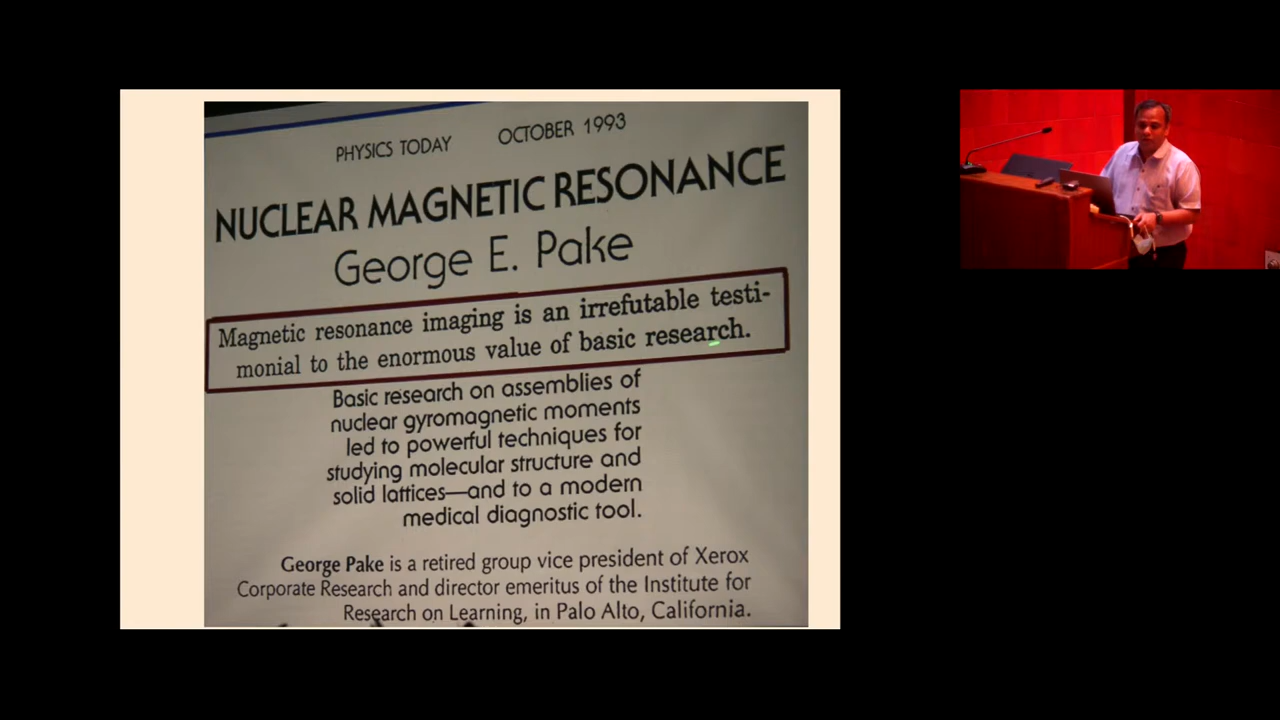 PHYSICS TODAY OCTOBER 1993
NUCLEAR MAGNETIC RESONANCE
George E. Pake
Magnetic resonance imaging is an irrefutable testi-
monial to the enormous value of basic research.
Basic research on assemblies of
nuclear gyromagnetic moments
led to powerful techniques for
studying molecular structure and
solid lattices—and to a modern
medical diagnostic tool.
George Pake is a retired group vice president of Xerox
Corporate Research and director emeritus of the Institute for
Research on Learning, in Palo Alto, California.